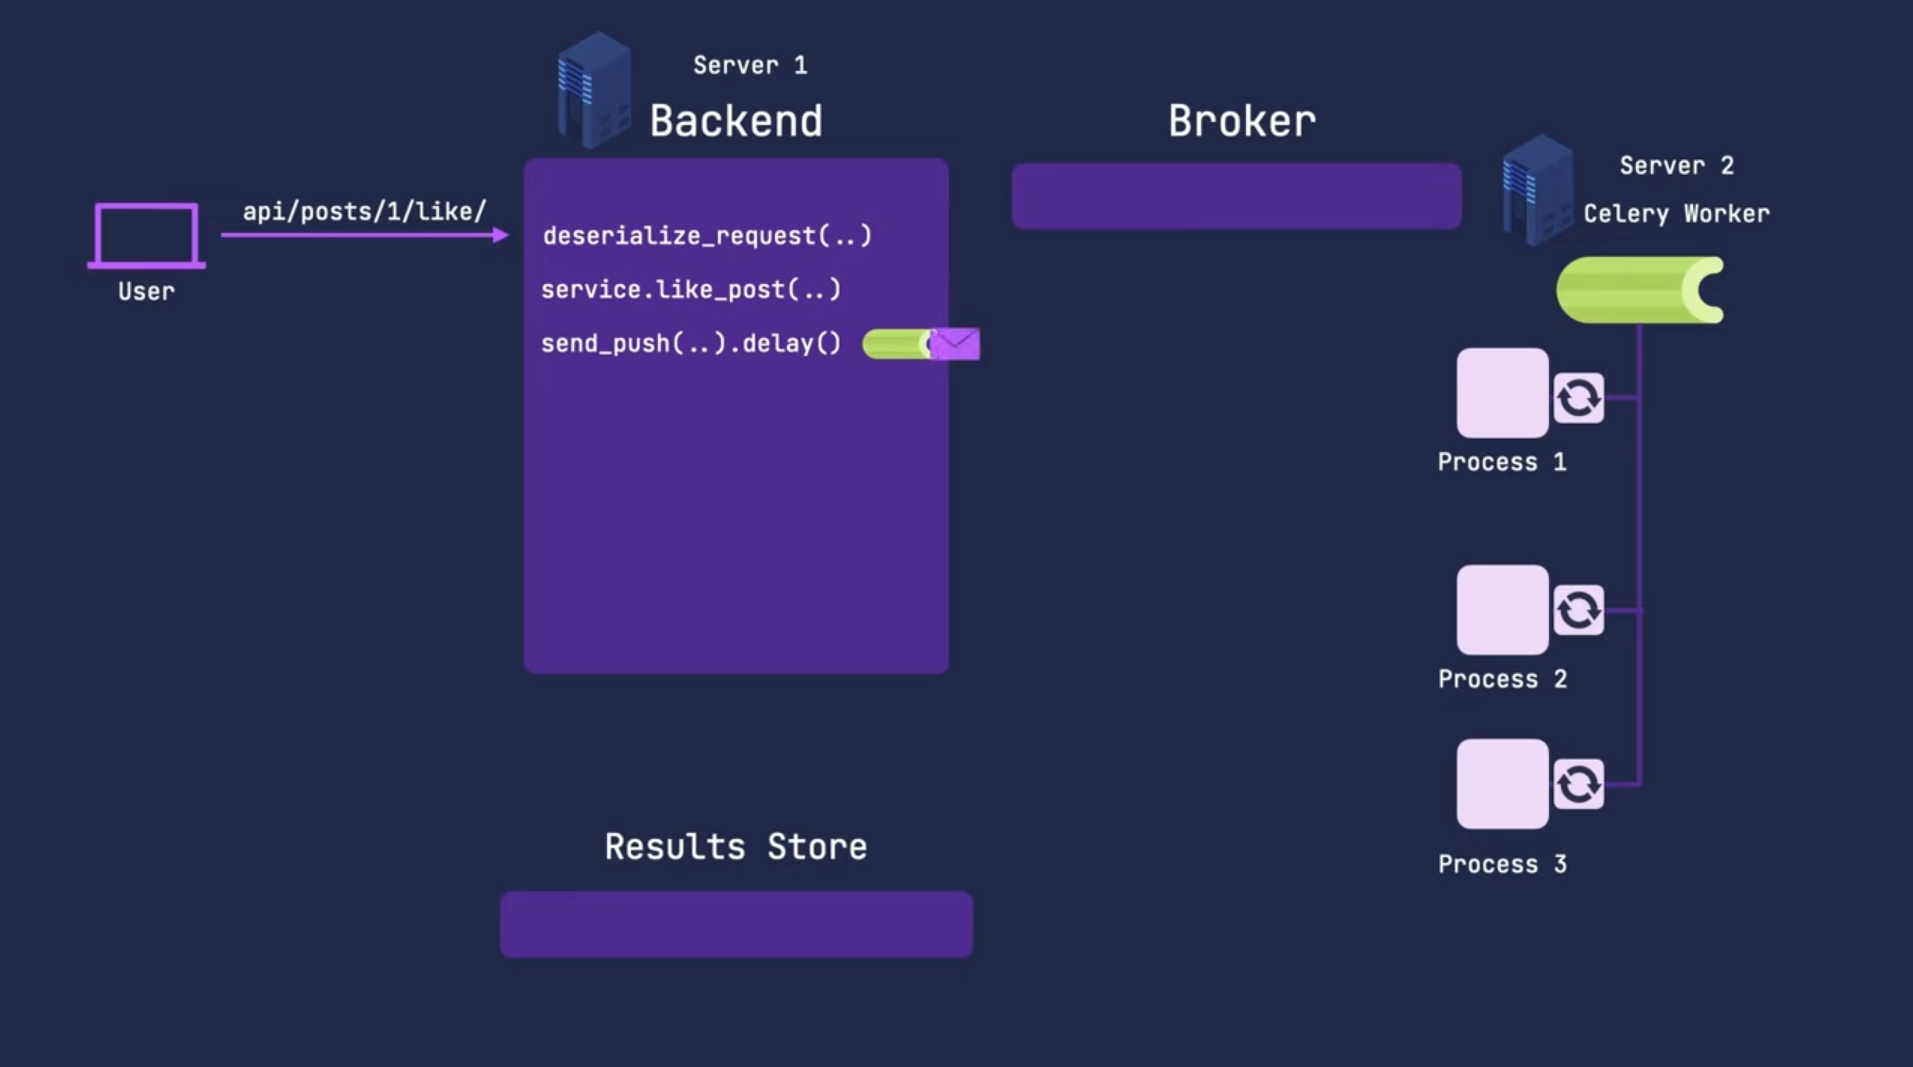 Server 1
Backend
Broker
Server 2
Celery Worker
api/posts/1/like/
User
deserialize_request(..)
service.like_post(..)
send_push(..).delay()
Process 1
Process 2
Process 3
Results Store